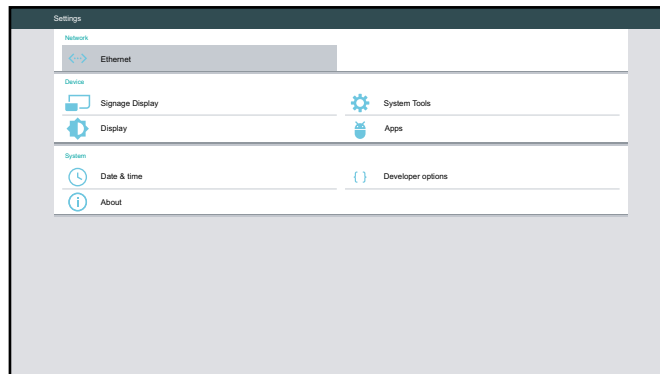 Settings
Network
Ethernet
Device
Signage Display
System Tools
Display
Apps
System
Date & time
{ } Developer options
About